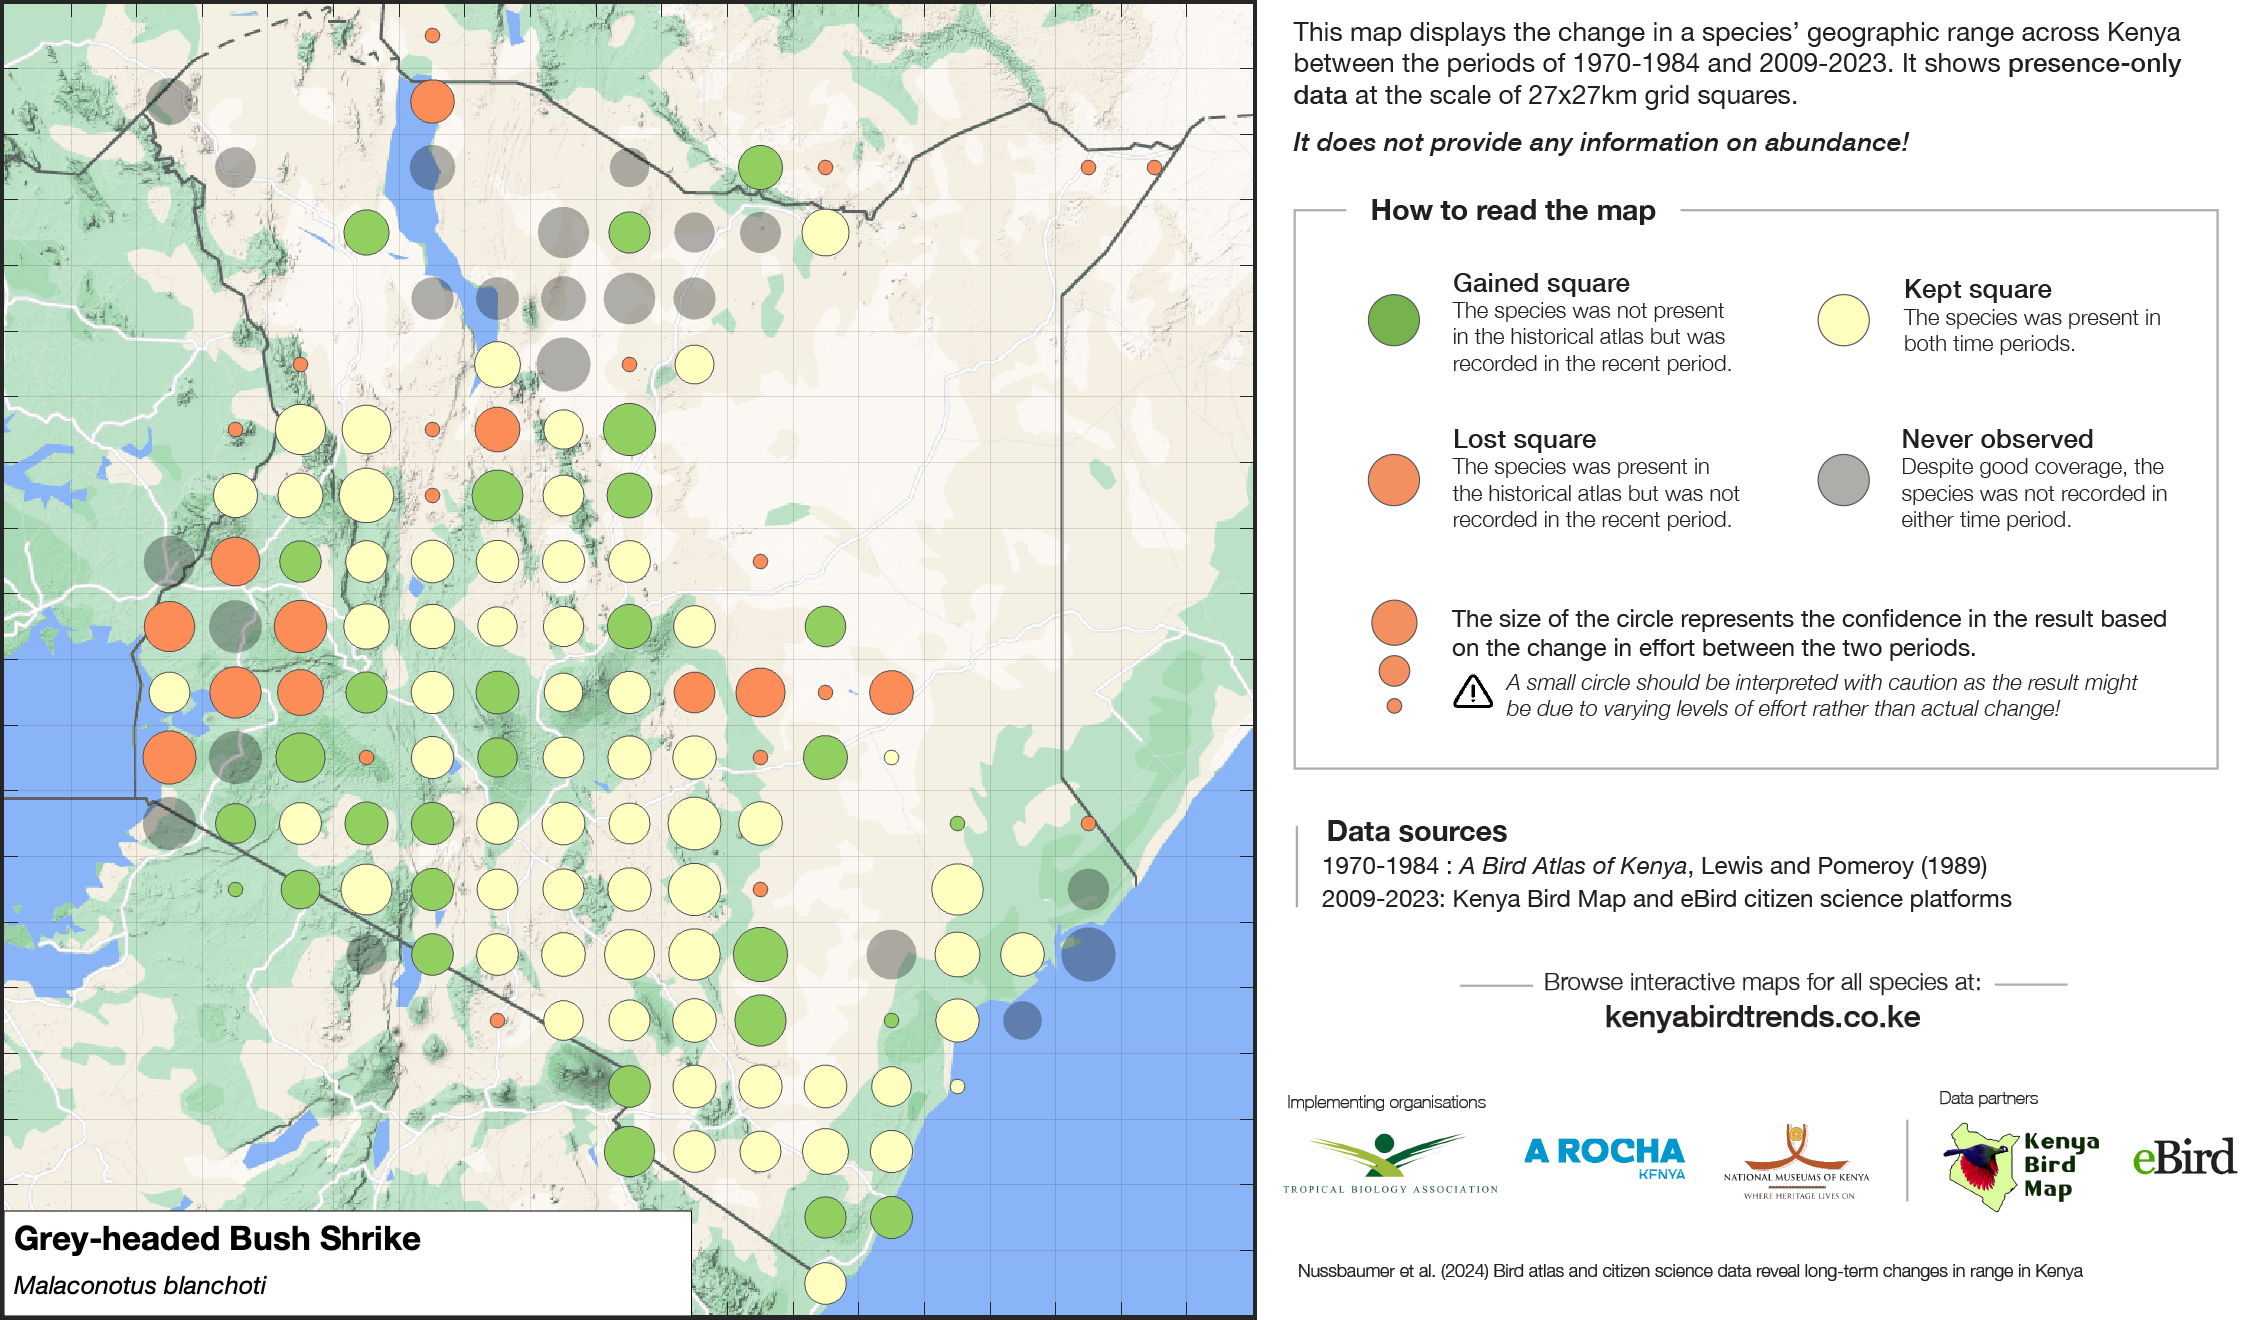 This map displays the change in a species’ geographic range across Kenya
between the periods of 1970-1984 and 2009-2023. It shows presence-only
data at the scale of 27x27km grid squares.
It does not provide any information on abundance!
How to read the map
Gained square
The species was not present
in the historical atlas but was
recorded in the recent period.
Kept square
The species was present in
both time periods.
Lost square
The species was present in
the historical atlas but was not
recorded in the recent period.
Never observed
Despite good coverage, the
species was not recorded in
either time period.
The size of the circle represents the confidence in the result based
on the change in effort between the two periods.
A small circle should be interpreted with caution as the result might
be due to varying levels of effort rather than actual change!
Data sources
1970-1984 : A Bird Atlas of Kenya, Lewis and Pomeroy (1989)
2009-2023: Kenya Bird Map and eBird citizen science platforms
Browse interactive maps for all species at:
kenyabirdtrends.co.ke
Implementing organisations
Data partners
TROPICAL BIOLOGY ASSOCIATION
A ROCHA
KENYA
NATIONAL MUSEUMS OF KENYA
WHERE HERITAGE LIVES ON
Kenya
Bird
Map
eBird
Grey-headed Bush Shrike
Malaconotus blanchoti
Nussbaumer et al. (2024) Bird atlas and citizen science data reveal long-term changes in range in Kenya